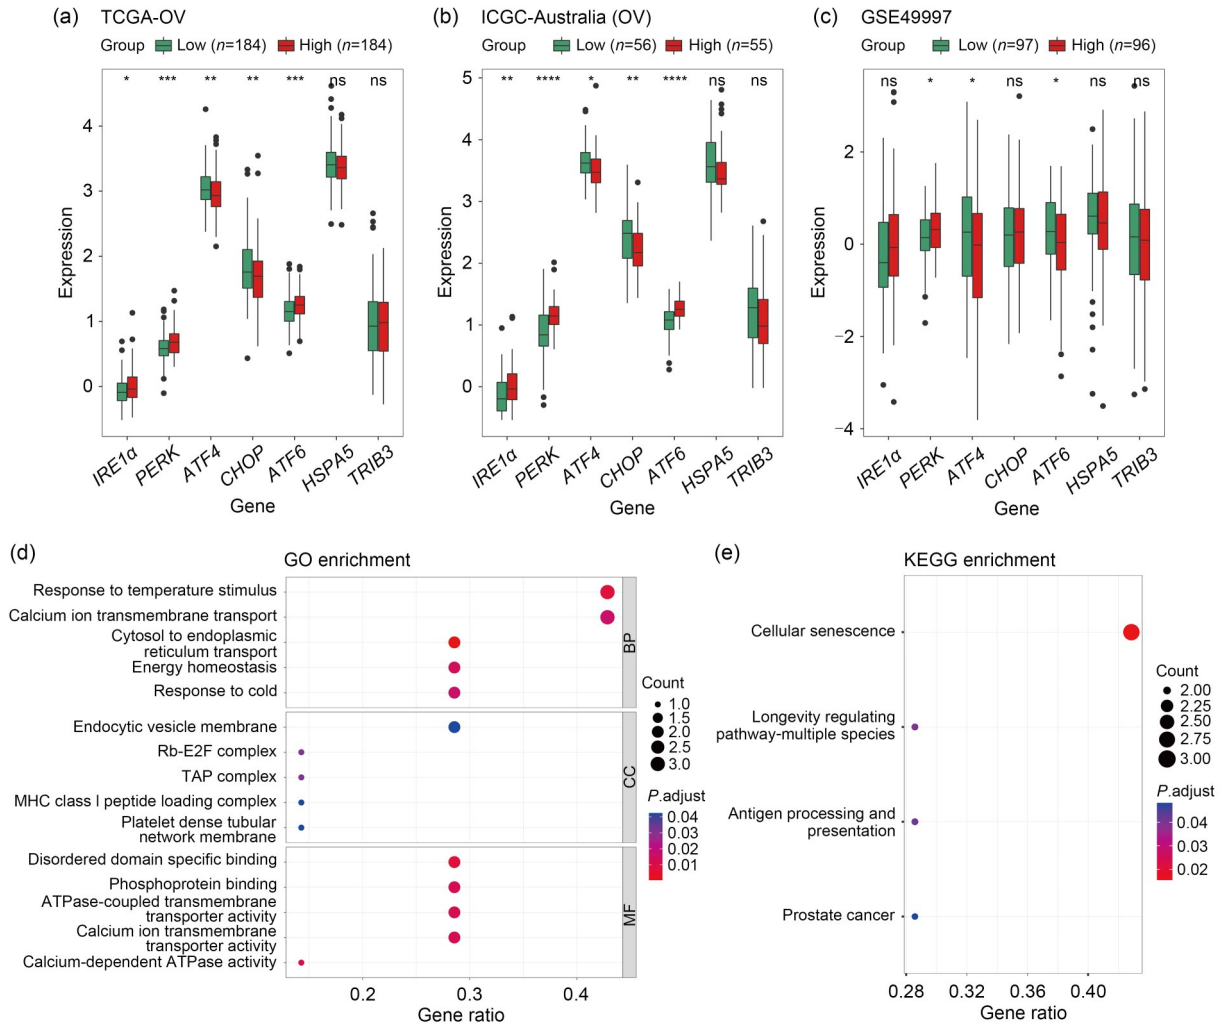 (a) TCGA-OV
Group Low (n=184) High (n=184)
* *** ** ** *** ns ns
Expression
4
3
2
1
0
IRE1α PERK ATF4 CHOP ATF6 HSPA5 TRIB3
Gene
(b) ICGC-Australia (OV)
Group Low (n=56) High (n=55)
** **** * ** **** ns ns
Expression
5
4
3
2
1
0
IRE1α PERK ATF4 CHOP ATF6 HSPA5 TRIB3
Gene
(c) GSE49997
Group Low (n=97) High (n=96)
ns * * ns * ns ns
Expression
2
0
−2
−4
IRE1α PERK ATF4 CHOP ATF6 HSPA5 TRIB3
Gene
(d) GO enrichment
Response to temperature stimulus
Calcium ion transmembrane transport
Cytosol to endoplasmic
reticulum transport
Energy homeostasis
Response to cold
BP
Endocytic vesicle membrane
Rb-E2F complex
TAP complex
MHC class I peptide loading complex
Platelet dense tubular
network membrane
CC
Disordered domain specific binding
Phosphoprotein binding
ATPase-coupled transmembrane
transporter activity
Calcium ion transmembrane
transporter activity
Calcium-dependent ATPase activity
MF
0.2 0.3 0.4
Gene ratio
Count
1.0
1.5
2.0
2.5
3.0
P.adjust
0.04
0.03
0.02
0.01
(e) KEGG enrichment
Cellular senescence
Longevity regulating
pathway-multiple species
Antigen processing and
presentation
Prostate cancer
0.28 0.32 0.36 0.40
Gene ratio
Count
2.00
2.25
2.50
2.75
3.00
P.adjust
0.04
0.03
0.02